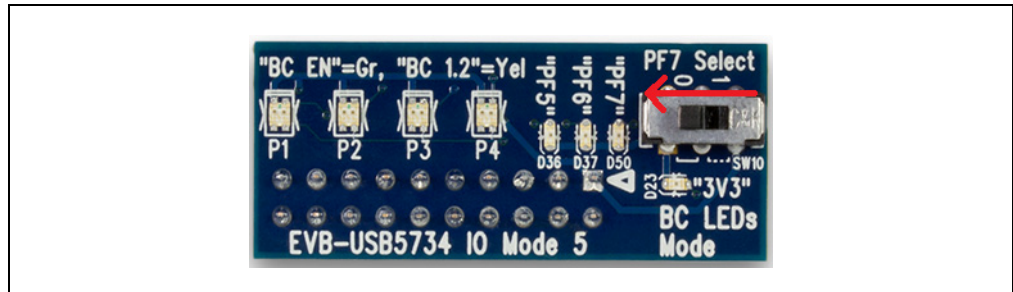 "BC EN"=Gr, "BC 1.2"=Yel
"PF5"
"PF6"
"PF7"
PF7 Select
0
1
P1
P2
P3
P4
D36
D37
D50
SW10
D23
"3V3"
BC LEDs
Mode
EVB-USB5734 IO Mode 5